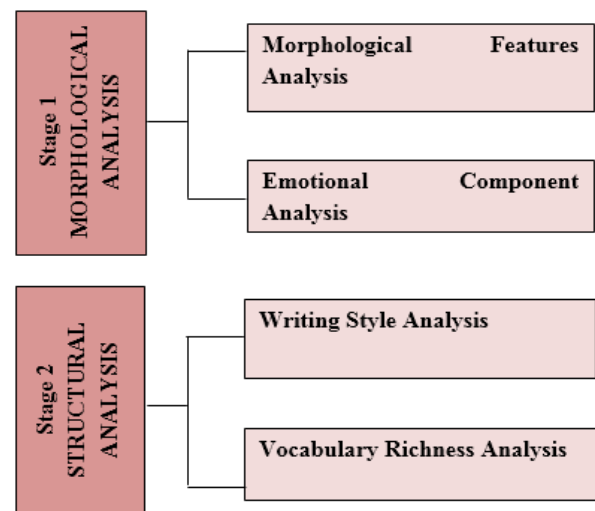 Stage 1
MORPHOLOGICAL
ANALYSIS
Morphological Features
Analysis
Emotional Component
Analysis
Stage 2
STRUCTURAL
ANALYSIS
Writing Style Analysis
Vocabulary Richness Analysis